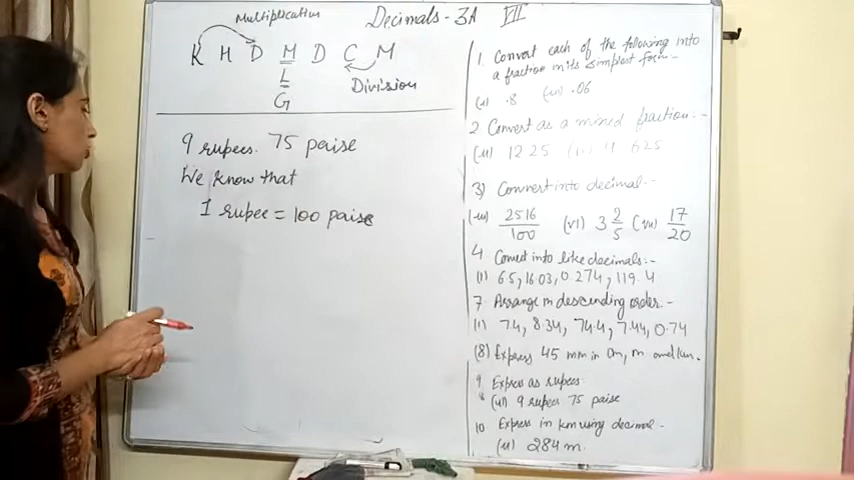 Decimals - 3A VII
Multiplication
K H D M D C M
L
G
Division
9 rupees. 75 paise
We know that
1 rupee = 100 paise
1. Convert each of the following into
a fraction in its simplest form:-
(i) .8 (iii) .06
2 Convert as a mixed fraction:-
(ii) 12.25 (iv) 4.625
3) Convert into decimal:-
(iii) 2516/100 (vi) 3 2/5 (vii) 17/20
4 Convert into like decimals:-
(i) 6.5, 16.03, 0.274, 119.4
7. Arrange in descending order:-
(i) 7.4, 8.34, 74.4, 7.44, 0.74
(8) Express 45 mm in cm, m and km.
9 Express as rupees.
9 rupees 75 paise
10 Express in km using decimal:-
(ii) 284 m.